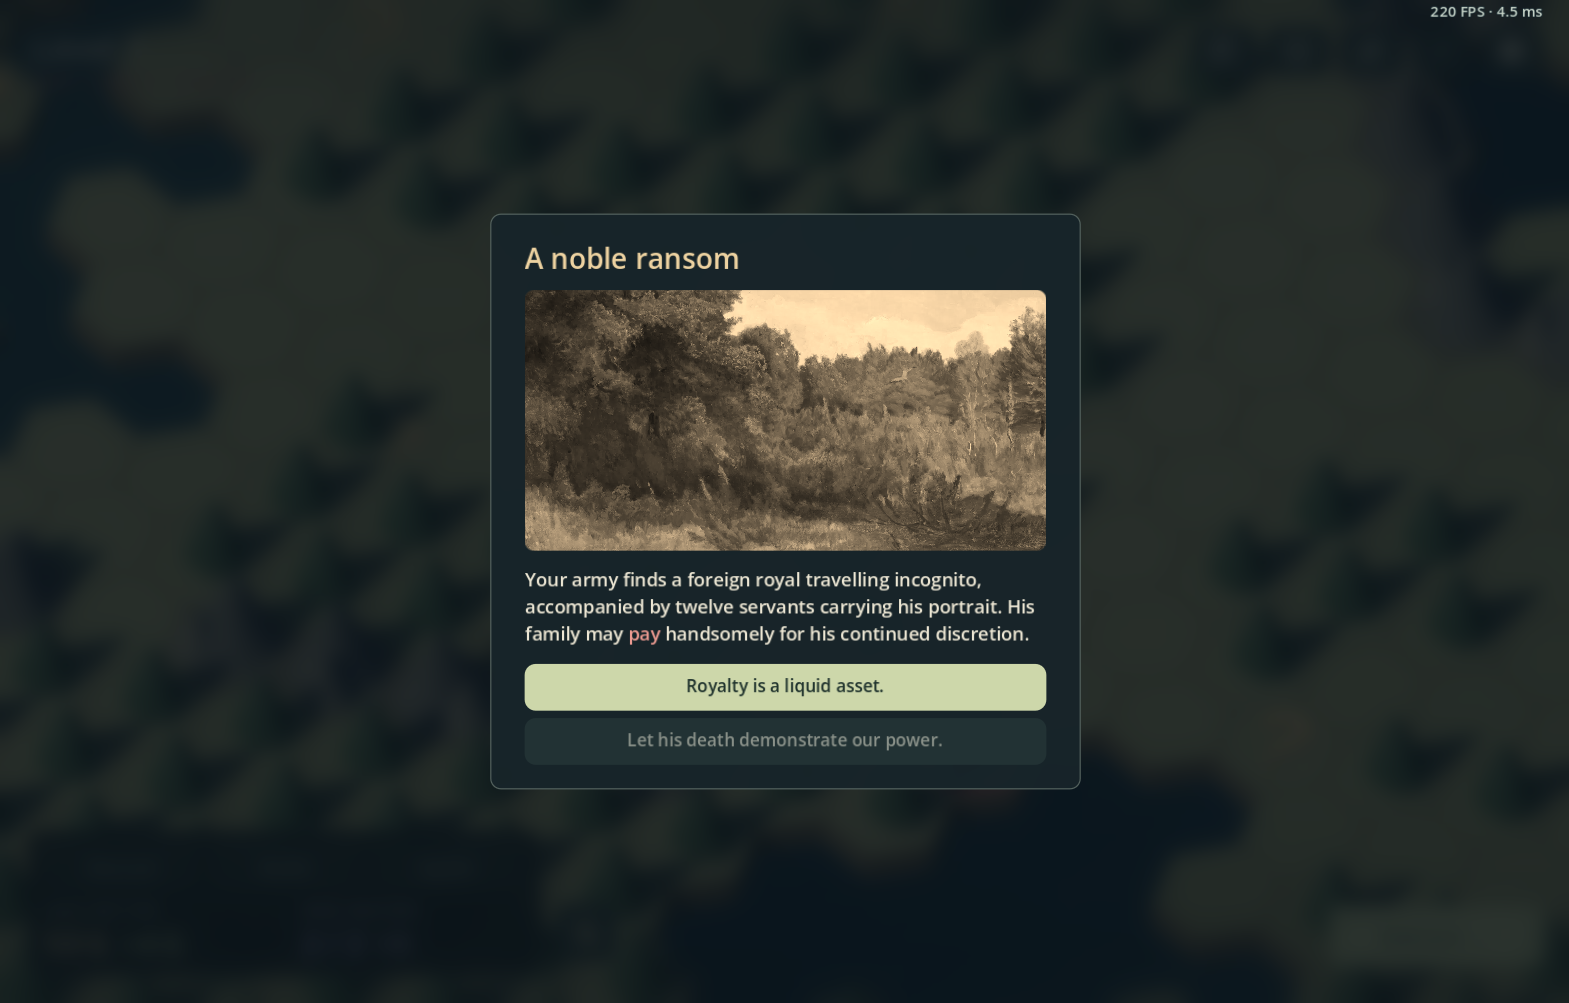 220 FPS · 4.5 ms
A noble ransom
Your army finds a foreign royal travelling incognito,
accompanied by twelve servants carrying his portrait. His
family may pay handsomely for his continued discretion.
Royalty is a liquid asset.
Let his death demonstrate our power.